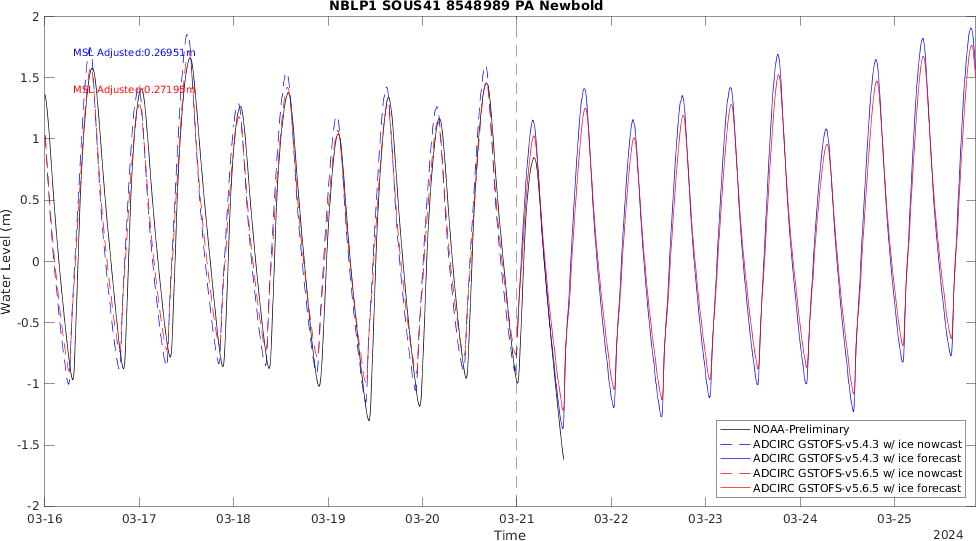 NBLP1 SOUS41 8548989 PA Newbold
2
1.5
1
0.5
0
-0.5
-1
-1.5
-2
Water Level (m)
MSL Adjusted:0.26951m
MSL Adjusted:0.27195m
NOAA-Preliminary
ADCIRC GSTOFS-v5.4.3 w/ ice nowcast
ADCIRC GSTOFS-v5.4.3 w/ ice forecast
ADCIRC GSTOFS-v5.6.5 w/ ice nowcast
ADCIRC GSTOFS-v5.6.5 w/ ice forecast
03-16 03-17 03-18 03-19 03-20 03-21 03-22 03-23 03-24 03-25
Time
2024